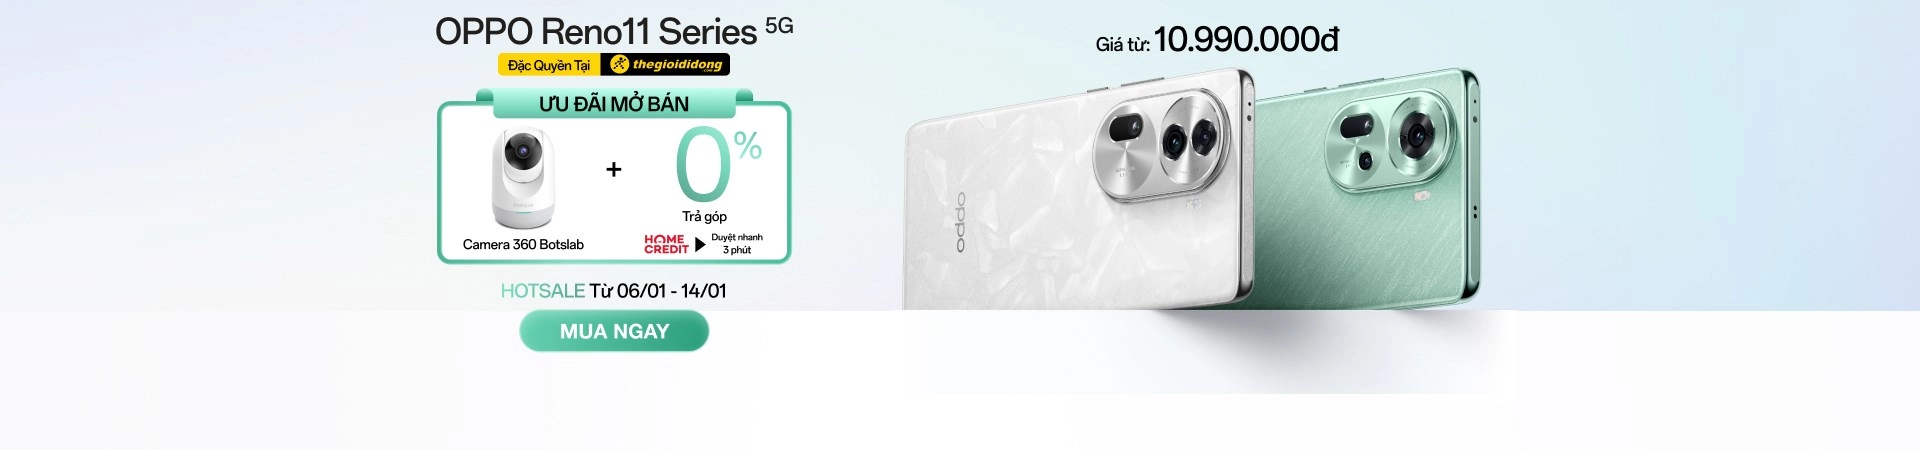 OPPO Reno11 Series 5G
Đặc Quyền Tại thegioididong.com
ƯU ĐÃI MỞ BÁN
+
0%
Trả góp
Camera 360 Botslab
HOME CREDIT
Duyệt nhanh
3 phút
HOTSALE Từ 06/01 - 14/01
MUA NGAY
Giá từ: 10.990.000đ
oppo